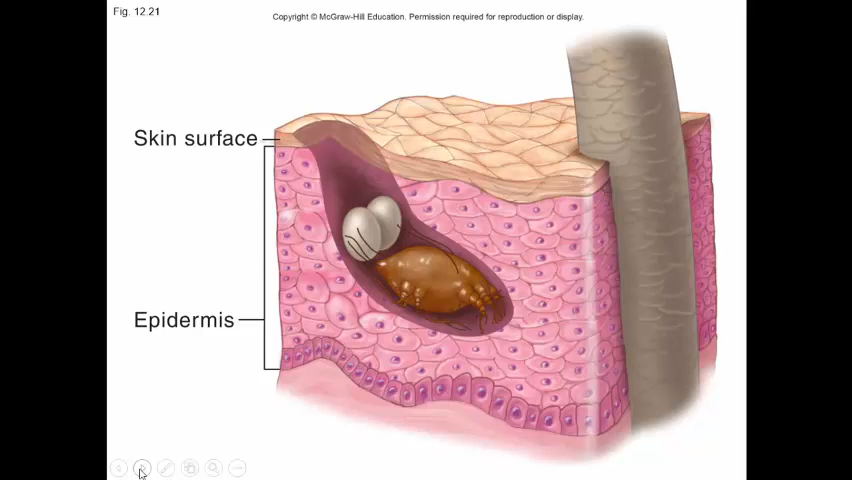 Fig. 12.21
Copyright © McGraw-Hill Education. Permission required for reproduction or display.
Skin surface
Epidermis